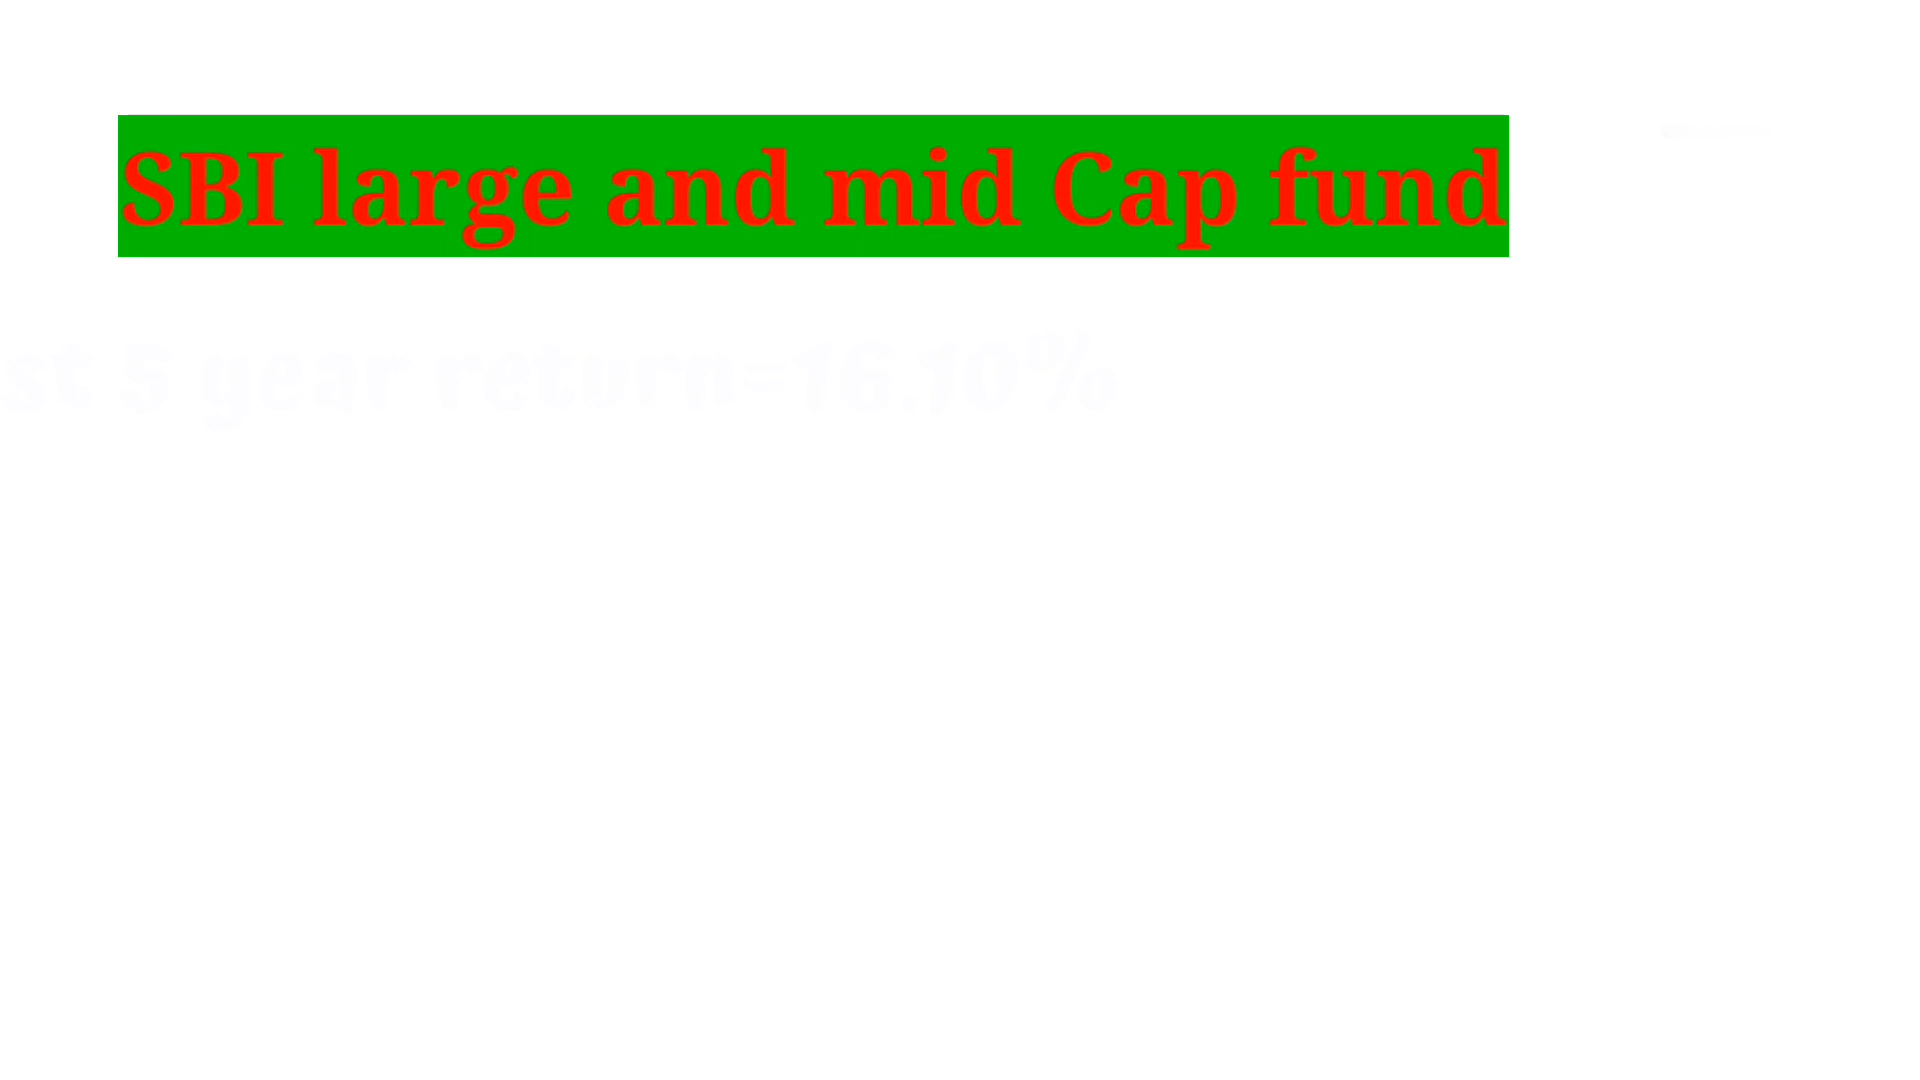 SBI large and mid Cap fund
st 5 year return=16.10%